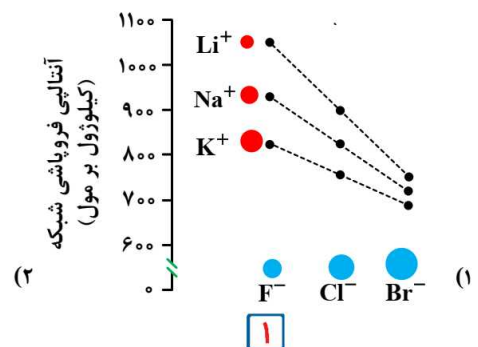 آنتالپی فروپاشی شبکه
(کیلوژول بر مول)
۱۱۰۰
۱۰۰۰
۹۰۰
۸۰۰
۷۰۰
۶۰۰
۰
Li⁺
Na⁺
K⁺
F⁻
Cl⁻
Br⁻
(۱
(۲
۱